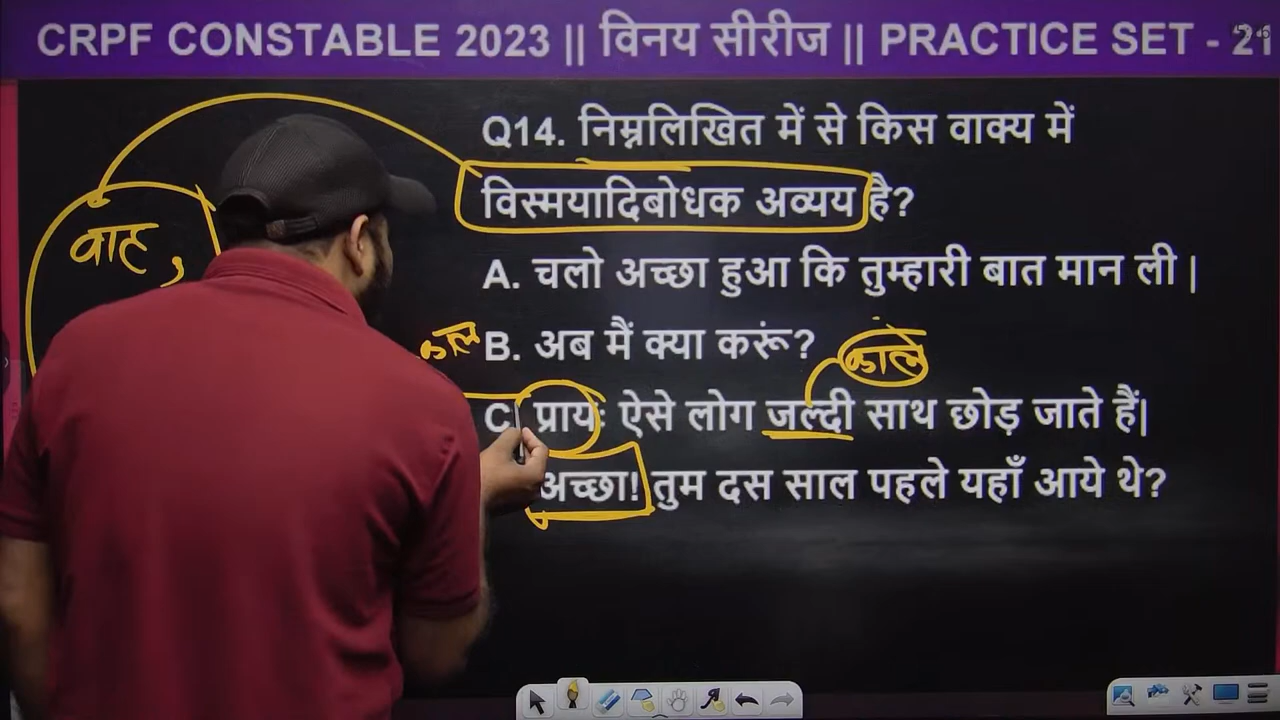 CRPF CONSTABLE 2023 || विनय सीरीज || PRACTICE SET - 21
Q14. निम्नलिखित में से किस वाक्य में
विस्मयादिबोधक अव्यय है?
वाह,
A. चलो अच्छा हुआ कि तुम्हारी बात मान ली |
B. अब मैं क्या करूं?
काल
C. प्रायः ऐसे लोग जल्दी साथ छोड़ जाते हैं|
अच्छा! तुम दस साल पहले यहाँ आये थे?